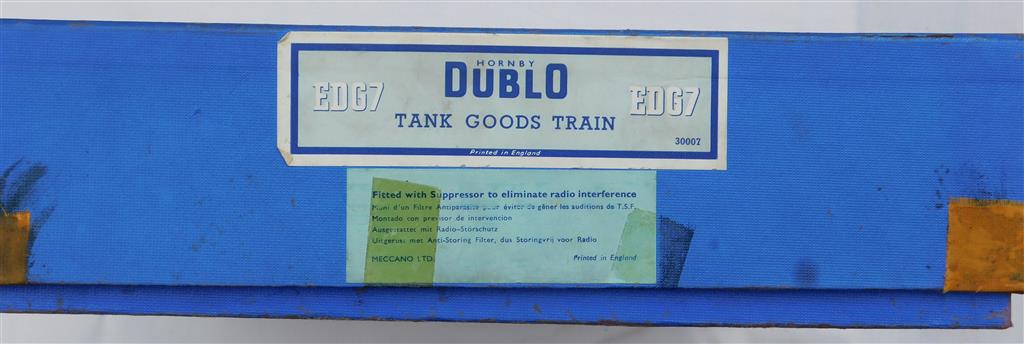 HORNBY
DUBLO
EDG7
EDG7
TANK GOODS TRAIN
30007
Printed in England
Fitted with Suppressor to eliminate radio interference
Muni d'un Filtre Antiparasite pour éviter de gêner les auditions de T.S.F.
Montado con previsor de intervencion
Ausgestattet mit Radio-Störschutz
Uitgerust met Anti-Storing Filter, dus Storingvrij voor Radio
MECCANO LTD. Printed in England